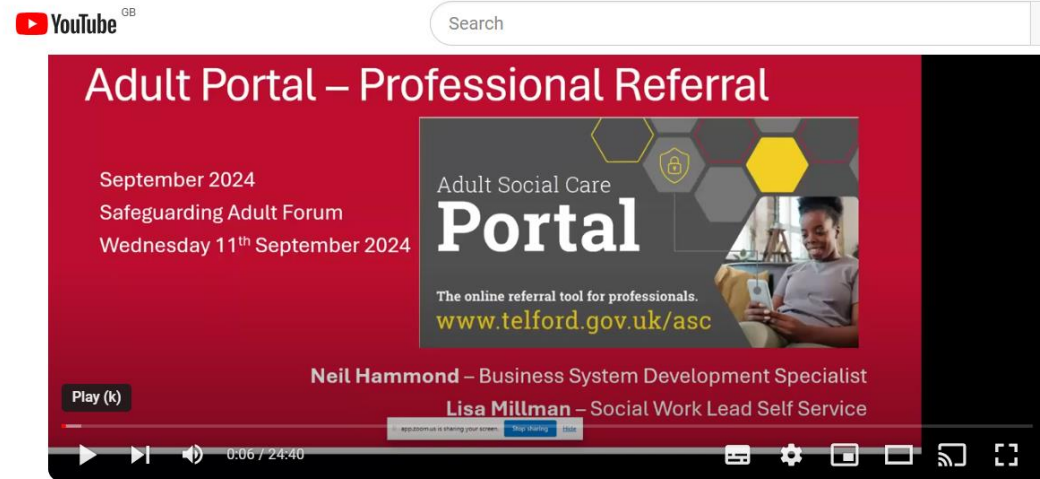 YouTube GB
Search
Adult Portal – Professional Referral
September 2024
Safeguarding Adult Forum
Wednesday 11th September 2024
Adult Social Care
Portal
The online referral tool for professionals.
www.telford.gov.uk/asc
Neil Hammond – Business System Development Specialist
Lisa Millman – Social Work Lead Self Service
Play (k)
app.zoom.us is sharing your screen. Stop sharing Hide
0:06 / 24:40